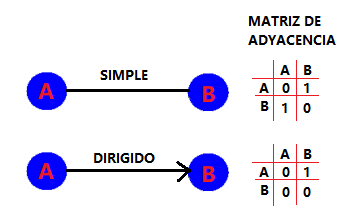 MATRIZ DE
ADYACENCIA
SIMPLE
A B
A B
A 0 1
B 1 0
DIRIGIDO
A B
A B
A 0 1
B 0 0